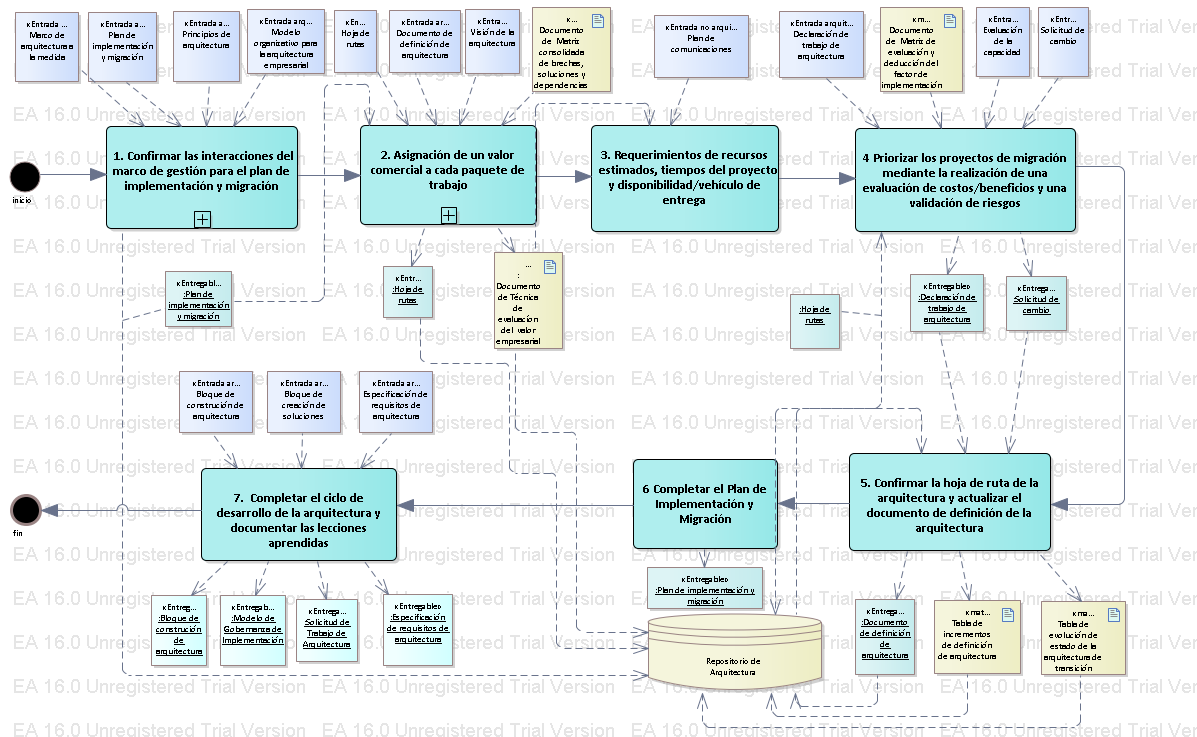 «Entrada ...
Marco de
arquitectura a
la medida
«Entrada a...
Plan de
implementación
y migración
«Entrada a...
Principios de
arquitectura
«Entrada arq...
Modelo
organizativo para
la arquitectura
empresarial
«En...
Hoja de
rutas
«Entrada ar...
Documento de
definición de
arquitectura
«Entrada ar...
Visión de la
arquitectura
«...
Documento
de Matriz
consolidada
de brechas,
soluciones y
dependencias
«Entrada no arqui...
Plan de
comunicaciones
«Entrada arquit...
Declaración de
trabajo de
arquitectura
«m...
Documento
de Matriz de
evaluación y
deducción del
factor de
implementación
«Entra...
Evaluación
de la
capacidad
«Entr...
Solicitud de
cambio
EA 16.0 Unregistered Trial Version
1. Confirmar las interacciones del
marco de gestión para el plan de
implementación y migración
2. Asignación de un valor
comercial a cada paquete de
trabajo
3. Requerimientos de recursos
estimados, tiempos del proyecto
y disponibilidad/vehículo de
entrega
4 Priorizar los proyectos de migración
mediante la realización de una
evaluación de costos/beneficios y una
validación de riesgos
inicio
«Entregabl...
:Plan de
implementación
y migración
«Entr...
:Hoja de
rutas
...
:
Documento
de Técnica
de
evaluación
del valor
empresarial
:Hoja de
rutas
«Entregable»
:Declaración de
trabajo de
arquitectura
«Entrega...
Solicitud de
cambio
«Entrada ar...
Bloque de
construcción de
arquitectura
«Entrada ar...
Bloque de
creación de
soluciones
«Entrada ar...
Especificación de
requisitos de
arquitectura
7. Completar el ciclo de
desarrollo de la arquitectura y
documentar las lecciones
aprendidas
6 Completar el Plan de
Implementación y
Migración
5. Confirmar la hoja de ruta de la
arquitectura y actualizar el
documento de definición de la
arquitectura
fin
«Entreg...
:Bloque de
construcción
de
arquitectura
«Entregab...
:Modelo de
Gobernanza de
Implementación
«Entrega...
Solicitud de
Trabajo de
Arquitectura
«Entregable»
:Especificación
de requisitos de
arquitectura
«Entregable»
:Plan de implementación y
migración
Repositorio de
Arquitectura
«Entrega...
:Documento
de definición
de
arquitectura
«mat...
Tabla de
incrementos
de definición
de arquitectura
«ma...
Tabla de
evolución de
estado de la
arquitectura de
transición